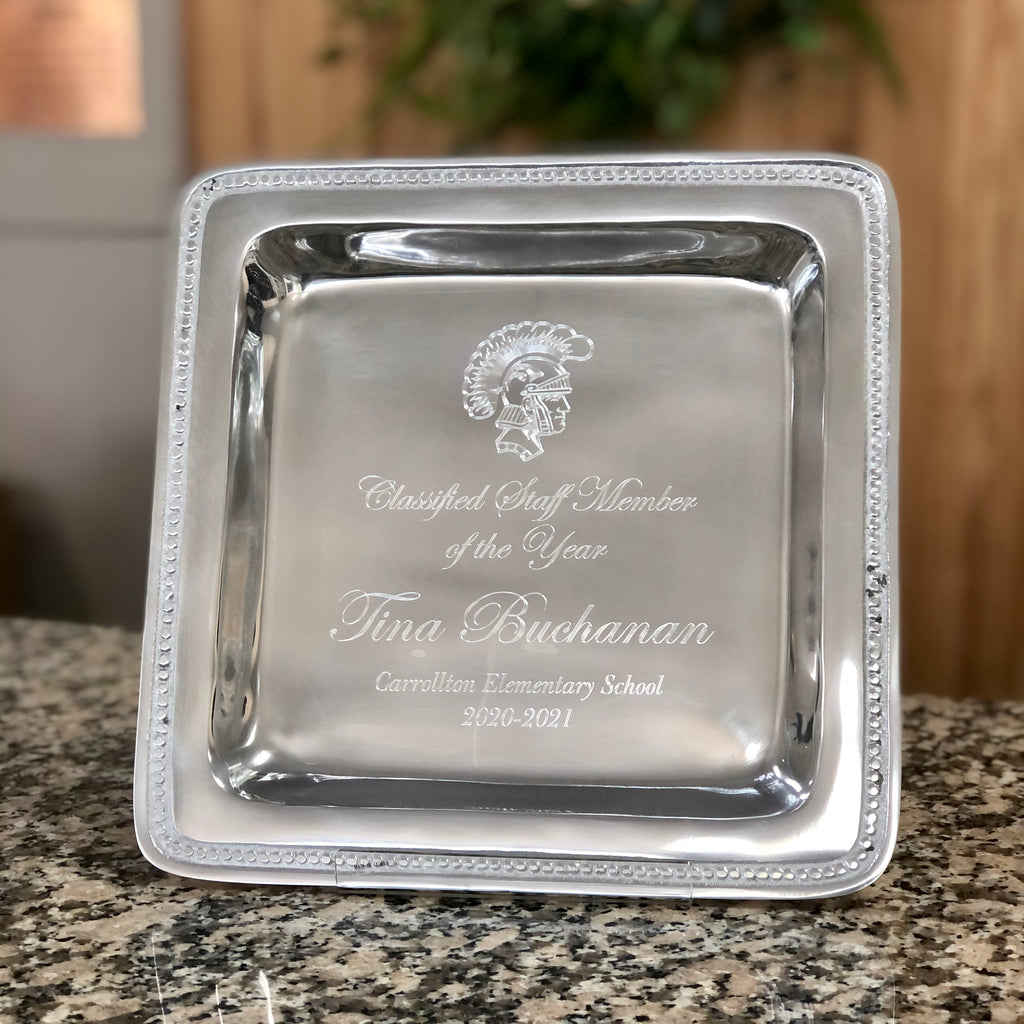 Classified Staff Member
of the Year
Tina Buchanan
Carrollton Elementary School
2020-2021